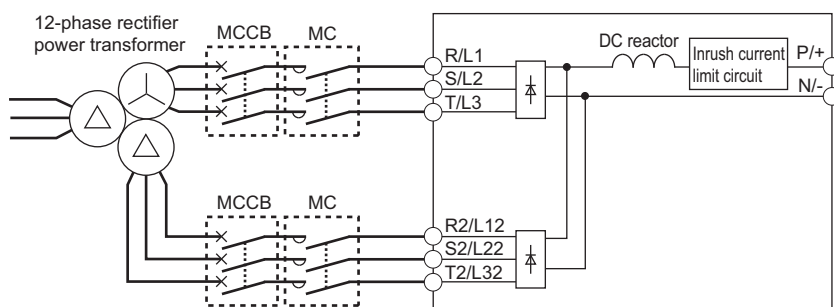 12-phase rectifier
power transformer
MCCB
MC
R/L1
S/L2
T/L3
DC reactor
Inrush current
limit circuit
P/+
N/-
MCCB
MC
R2/L12
S2/L22
T2/L32